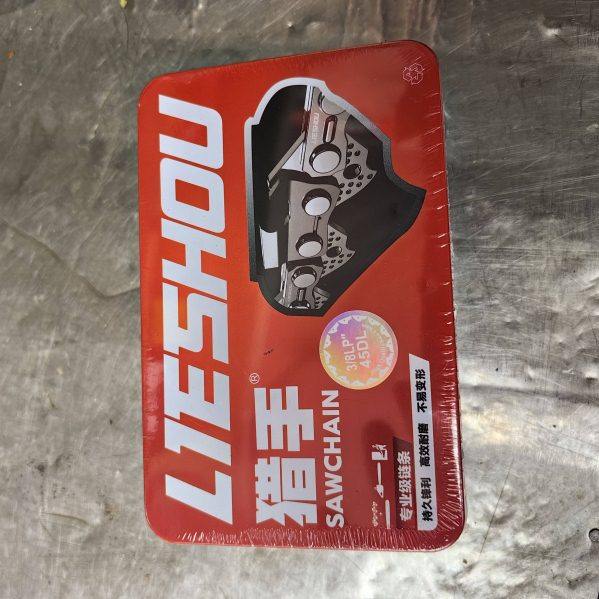 LIESHOU
猎手®
SAWCHAIN
LIESHOU
3/8LP"
45DL
专业级链条
持久锋利 高效耐磨 不易变形